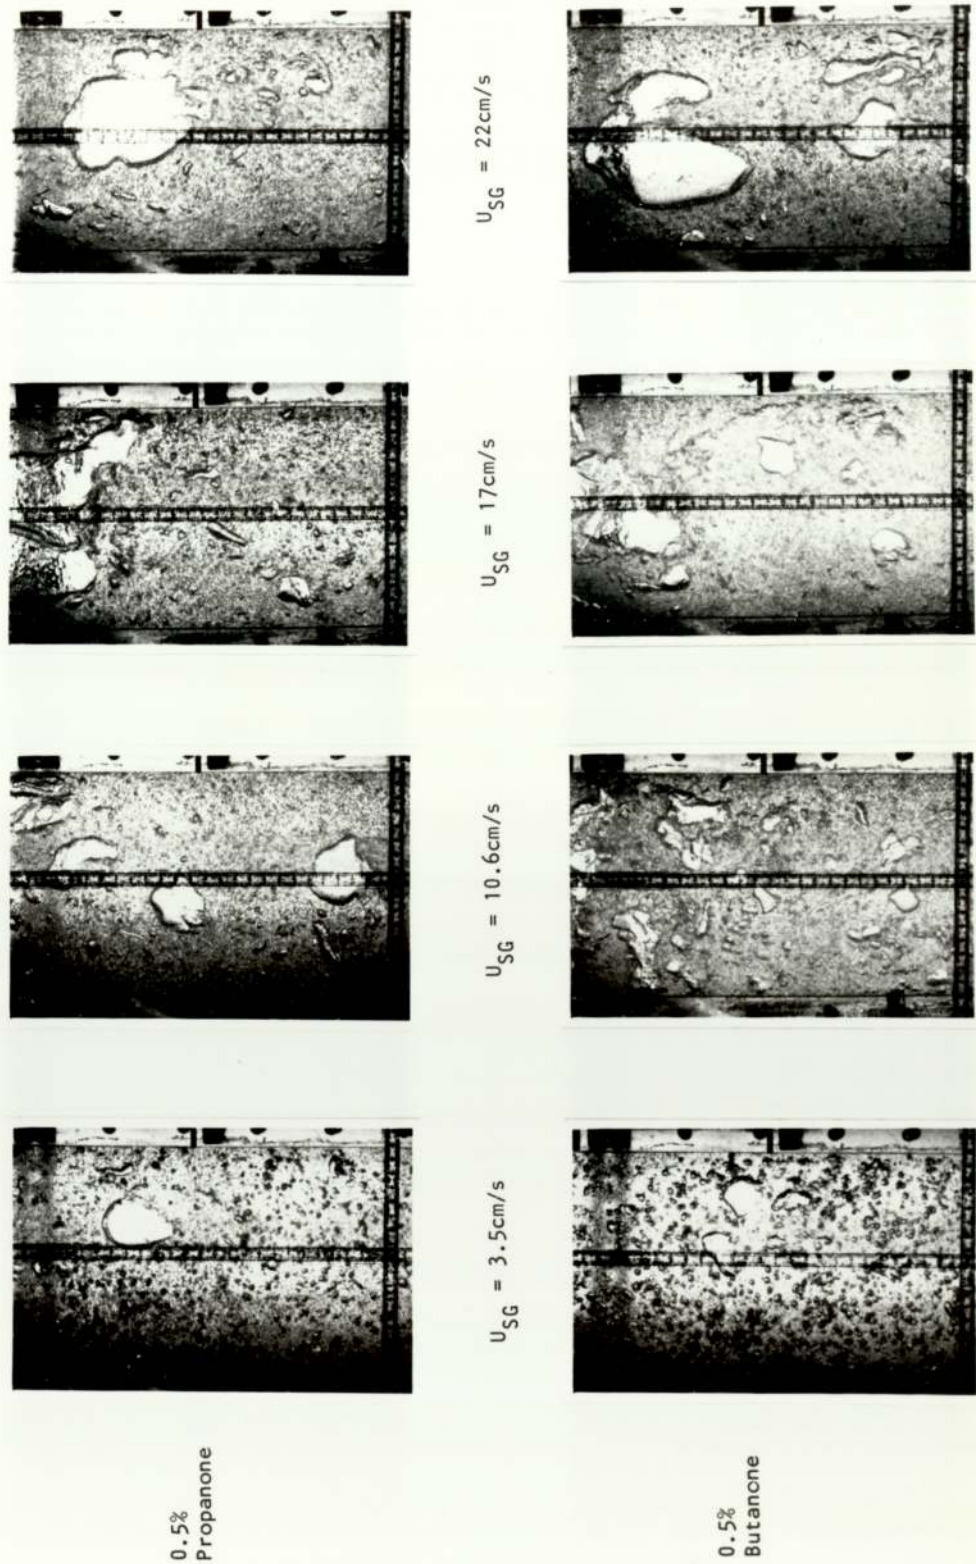 0.5%
Propanone
U_SG = 3.5cm/s
U_SG = 10.6cm/s
U_SG = 17cm/s
U_SG = 22cm/s
0.5%
Butanone